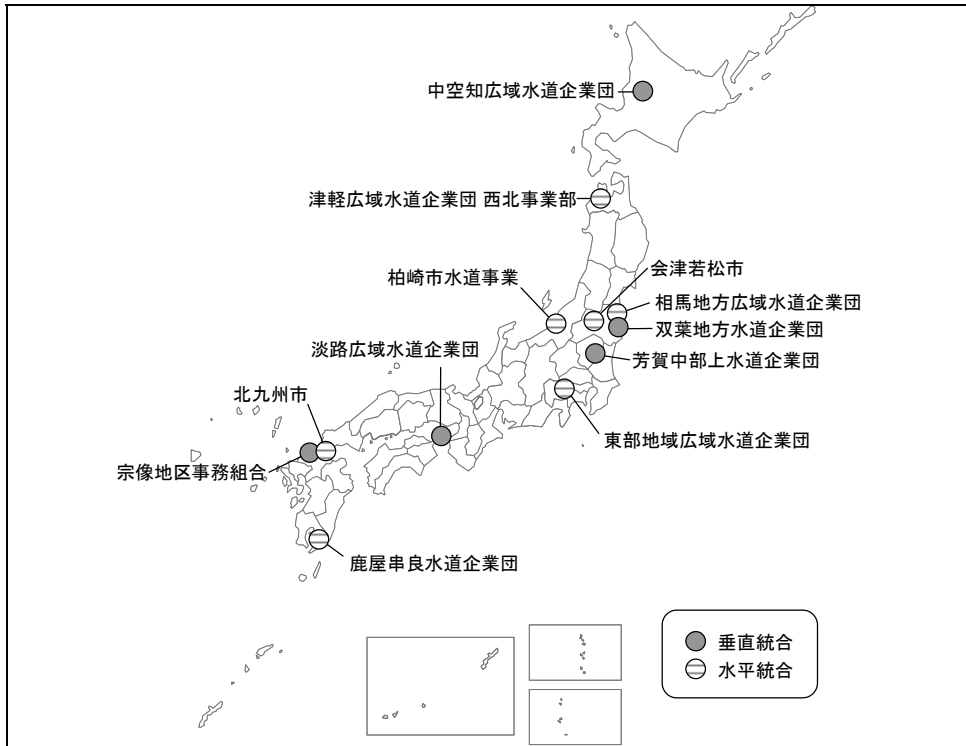 中空知広域水道企業団
津軽広域水道企業団 西北事業部
柏崎市水道事業
会津若松市
相馬地方広域水道企業団
双葉地方水道企業団
淡路広域水道企業団
芳賀中部上水道企業団
北九州市
東部地域広域水道企業団
宗像地区事務組合
鹿屋串良水道企業団
垂直統合
水平統合